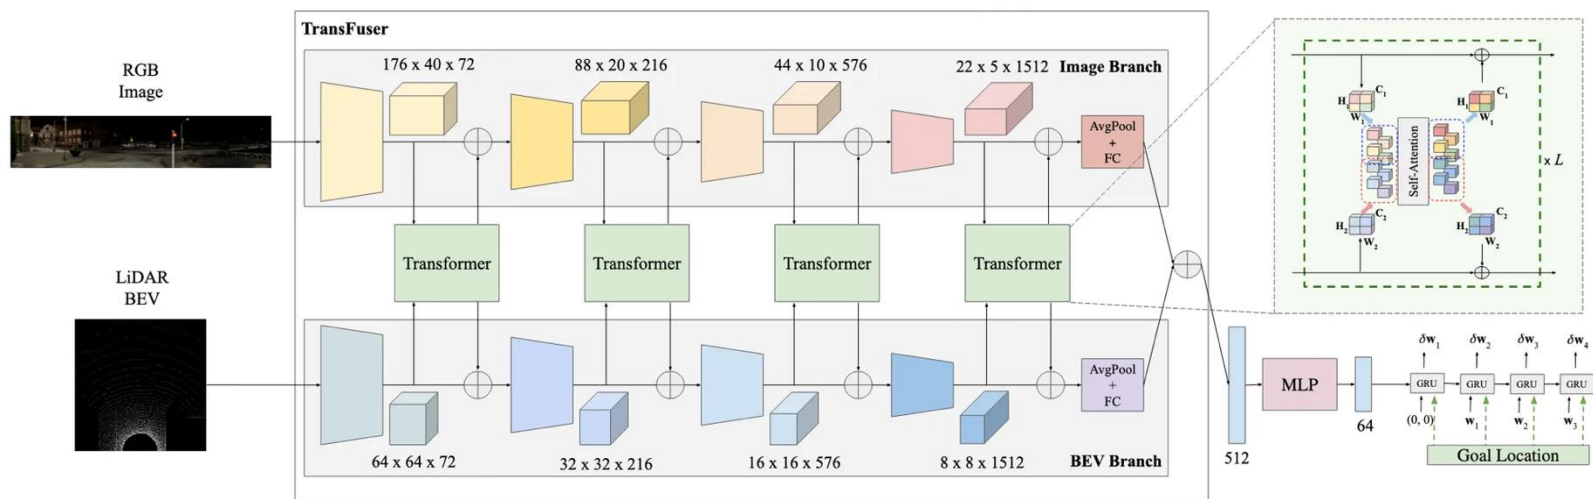 TransFuser
RGB
Image
176 x 40 x 72
88 x 20 x 216
44 x 10 x 576
22 x 5 x 1512
Image Branch
AvgPool
+
FC
Transformer
Transformer
Transformer
Transformer
LiDAR
BEV
AvgPool
+
FC
64 x 64 x 72
32 x 32 x 216
16 x 16 x 576
8 x 8 x 1512
BEV Branch
H₁
C₁
W₁
H₁
C₁
W₁
Self-Attention
x L
H₂
C₂
W₂
H₂
C₂
W₂
512
MLP
64
δw₁
δw₂
δw₃
δw₄
GRU
GRU
GRU
GRU
(0, 0)
w₁
w₂
w₃
Goal Location